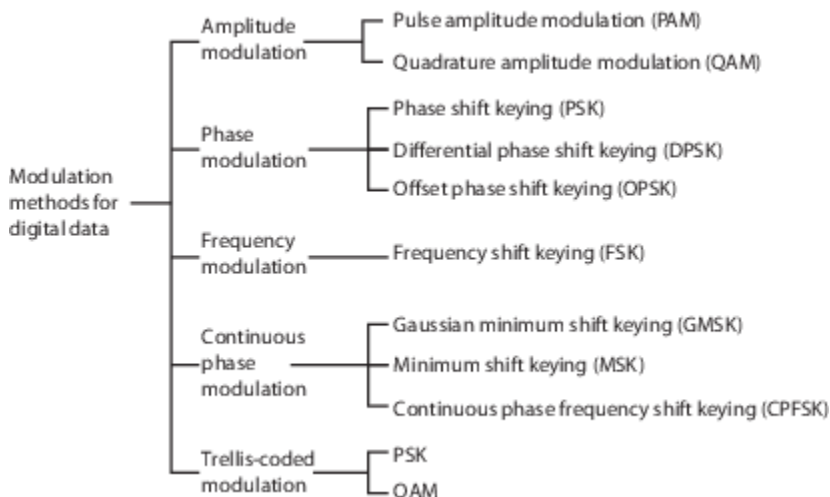 Amplitude
modulation
Pulse amplitude modulation (PAM)
Quadrature amplitude modulation (QAM)
Phase
modulation
Phase shift keying (PSK)
Differential phase shift keying (DPSK)
Offset phase shift keying (OPSK)
Modulation
methods for
digital data
Frequency
modulation
Frequency shift keying (FSK)
Continuous
phase
modulation
Gaussian minimum shift keying (GMSK)
Minimum shift keying (MSK)
Continuous phase frequency shift keying (CPFSK)
Trellis-coded
modulation
PSK
QAM